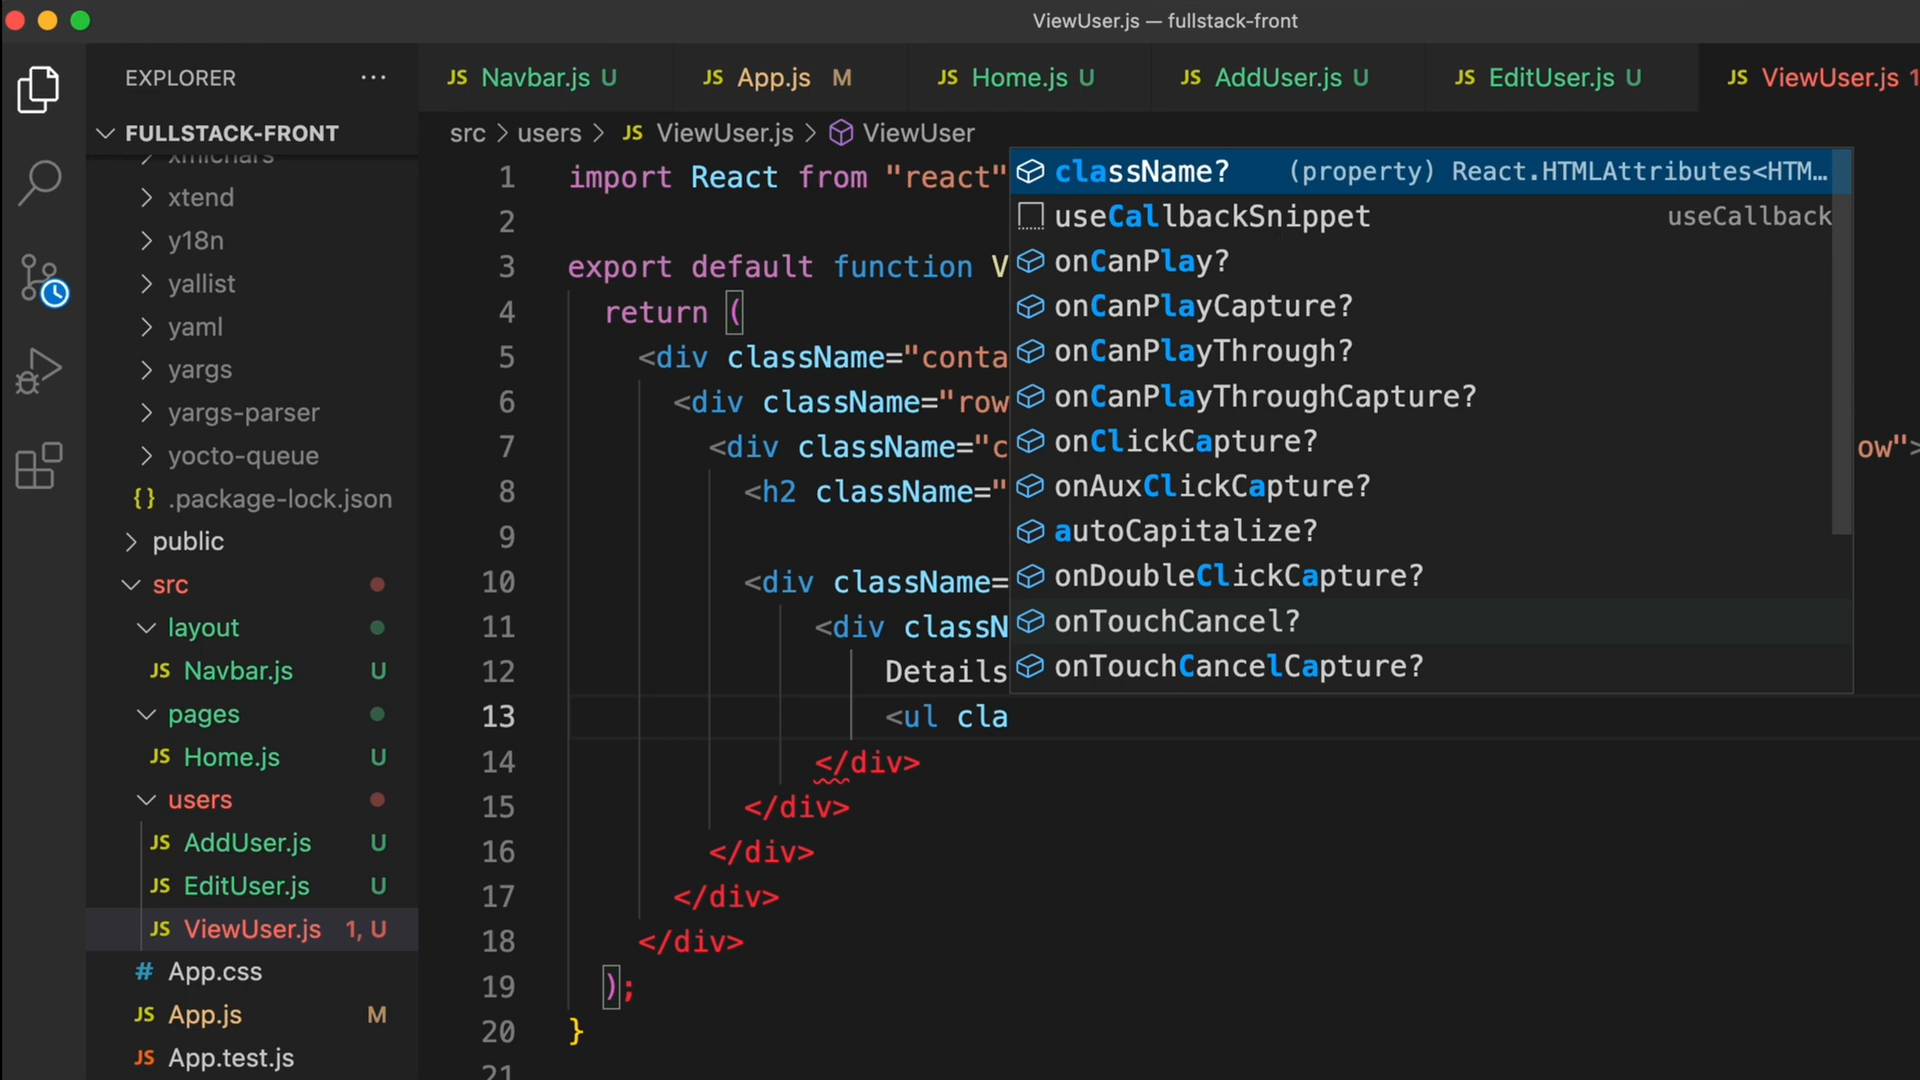 ViewUser.js — fullstack-front
EXPLORER ...
JS Navbar.js U
JS App.js M
JS Home.js U
JS AddUser.js U
JS EditUser.js U
JS ViewUser.js 1
FULLSTACK-FRONT
src > users > JS ViewUser.js > ViewUser
xmlchars
xtend
y18n
yallist
yaml
yargs
yargs-parser
yocto-queue
{} .package-lock.json
public
src
layout
JS Navbar.js U
pages
JS Home.js U
users
JS AddUser.js U
JS EditUser.js U
JS ViewUser.js 1, U
# App.css
JS App.js M
JS App.test.js
1 import React from "react"
2
3 export default function V
4 return (
5 <div className="conta
6 <div className="row
7 <div className="c ow">
8 <h2 className="
9
10 <div className=
11 <div classN
12 Details
13 <ul cla
14 </div>
15 </div>
16 </div>
17 </div>
18 </div>
19 );
20 }
21
className? (property) React.HTMLAttributes<HTM…
useCallbackSnippet useCallback
onCanPlay?
onCanPlayCapture?
onCanPlayThrough?
onCanPlayThroughCapture?
onClickCapture?
onAuxClickCapture?
autoCapitalize?
onDoubleClickCapture?
onTouchCancel?
onTouchCancelCapture?